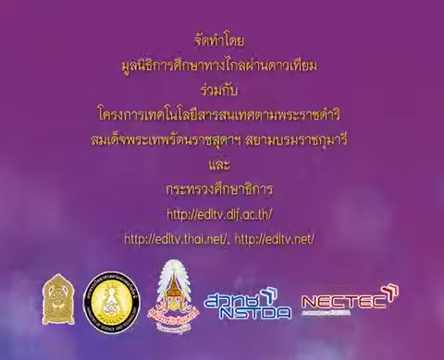 จัดทำโดย
มูลนิธิการศึกษาทางไกลผ่านดาวเทียม
ร่วมกับ
โครงการเทคโนโลยีสารสนเทศตามพระราชดำริ
สมเด็จพระเทพรัตนราชสุดาฯ สยามบรมราชกุมารี
และ
กระทรวงศึกษาธิการ
http://edltv.dlf.ac.th/
http://edltv.thai.net/, http://edltv.net/
สวทช
NSTDA
NECTEC